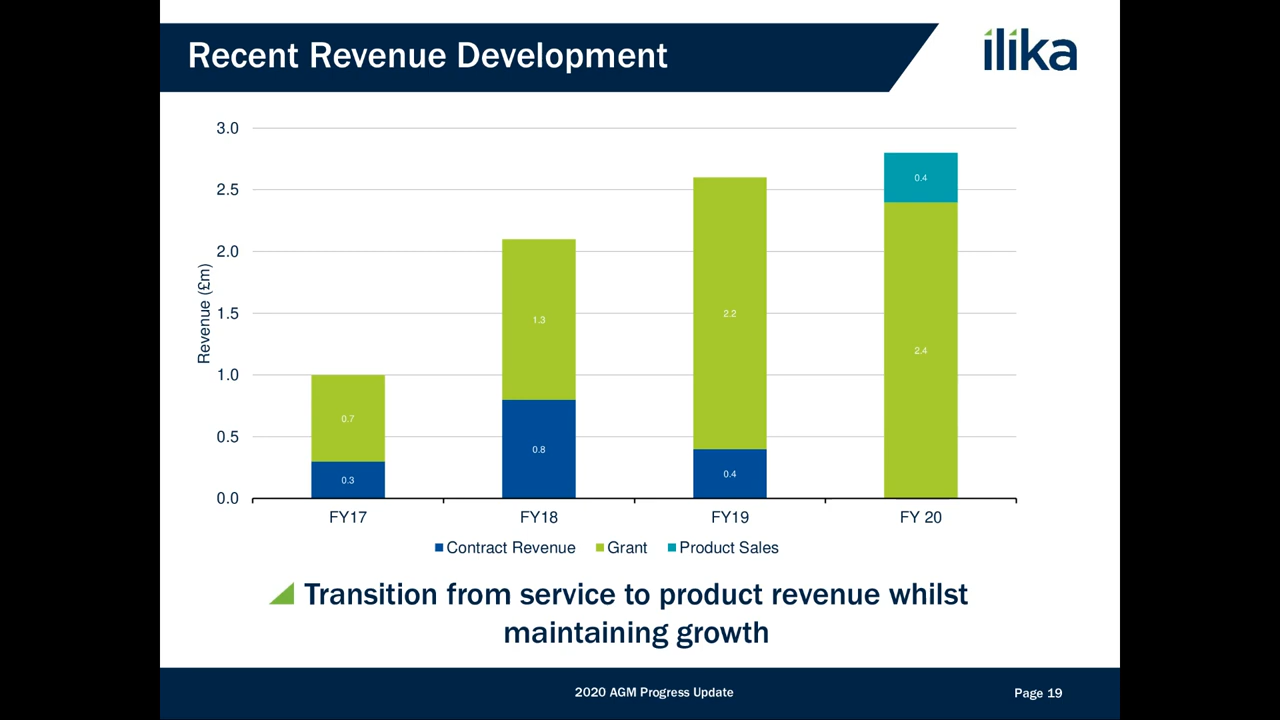 Recent Revenue Development
ilika
3.0
2.5
2.0
1.5
1.0
0.5
0.0
Revenue (£m)
0.7
0.3
1.3
0.8
2.2
0.4
0.4
2.4
FY17 FY18 FY19 FY 20
Contract Revenue Grant Product Sales
Transition from service to product revenue whilst
maintaining growth
2020 AGM Progress Update
Page 19